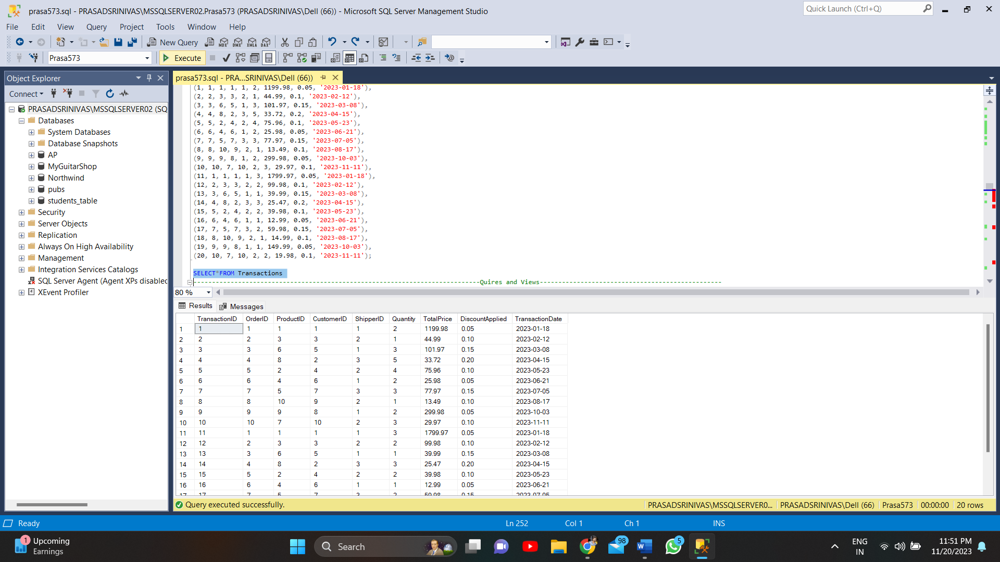 prasa573.sql - PRASADSRINIVAS\MSSQLSERVER02.Prasa573 (PRASADSRINIVAS\Dell (66)) - Microsoft SQL Server Management Studio
Quick Launch (Ctrl+Q)
File Edit View Query Project Tools Window Help
New Query MDX DMX XMLA DAX
Prasa573 Execute
Object Explorer
Connect
PRASADSRINIVAS\MSSQLSERVER02 (SQ
Databases
System Databases
Database Snapshots
AP
MyGuitarShop
Northwind
pubs
students_table
Security
Server Objects
Replication
Always On High Availability
Management
Integration Services Catalogs
SQL Server Agent (Agent XPs disabled
XEvent Profiler
prasa573.sql - PRA...SRINIVAS\Dell (66))
(1, 1, 1, 1, 1, 2, 1199.98, 0.05, '2023-01-18'),
(2, 2, 3, 3, 2, 1, 44.99, 0.1, '2023-02-12'),
(3, 3, 6, 5, 1, 3, 101.97, 0.15, '2023-03-08'),
(4, 4, 8, 2, 3, 5, 33.72, 0.2, '2023-04-15'),
(5, 5, 2, 4, 2, 4, 75.96, 0.1, '2023-05-23'),
(6, 6, 4, 6, 1, 2, 25.98, 0.05, '2023-06-21'),
(7, 7, 5, 7, 3, 3, 77.97, 0.15, '2023-07-05'),
(8, 8, 10, 9, 2, 1, 13.49, 0.1, '2023-08-17'),
(9, 9, 9, 8, 1, 2, 299.98, 0.05, '2023-10-03'),
(10, 10, 7, 10, 2, 3, 29.97, 0.1, '2023-11-11'),
(11, 1, 1, 1, 1, 3, 1799.97, 0.05, '2023-01-18'),
(12, 2, 3, 3, 2, 2, 99.98, 0.1, '2023-02-12'),
(13, 3, 6, 5, 1, 1, 39.99, 0.15, '2023-03-08'),
(14, 4, 8, 2, 3, 3, 25.47, 0.2, '2023-04-15'),
(15, 5, 2, 4, 2, 2, 39.98, 0.1, '2023-05-23'),
(16, 6, 4, 6, 1, 1, 12.99, 0.05, '2023-06-21'),
(17, 7, 5, 7, 3, 2, 59.98, 0.15, '2023-07-05'),
(18, 8, 10, 9, 2, 1, 14.99, 0.1, '2023-08-17'),
(19, 9, 9, 8, 1, 1, 149.99, 0.05, '2023-10-03'),
(20, 10, 7, 10, 2, 2, 19.98, 0.1, '2023-11-11');
SELECT*FROM Transactions
-----------------------------------------------------------------------------Quires and Views-------------------------------------------------
80 %
Results Messages
TransactionID OrderID ProductID CustomerID ShipperID Quantity TotalPrice DiscountApplied TransactionDate
1 1 1 1 1 1 2 1199.98 0.05 2023-01-18
2 2 2 3 3 2 1 44.99 0.10 2023-02-12
3 3 3 6 5 1 3 101.97 0.15 2023-03-08
4 4 4 8 2 3 5 33.72 0.20 2023-04-15
5 5 5 2 4 2 4 75.96 0.10 2023-05-23
6 6 6 4 6 1 2 25.98 0.05 2023-06-21
7 7 7 5 7 3 3 77.97 0.15 2023-07-05
8 8 8 10 9 2 1 13.49 0.10 2023-08-17
9 9 9 9 8 1 2 299.98 0.05 2023-10-03
10 10 10 7 10 2 3 29.97 0.10 2023-11-11
11 11 1 1 1 1 3 1799.97 0.05 2023-01-18
12 12 2 3 3 2 2 99.98 0.10 2023-02-12
13 13 3 6 5 1 1 39.99 0.15 2023-03-08
14 14 4 8 2 3 3 25.47 0.20 2023-04-15
15 15 5 2 4 2 2 39.98 0.10 2023-05-23
16 16 6 4 6 1 1 12.99 0.05 2023-06-21
17 17 7 5 7 3 2 59.98 0.15 2023-07-05
Query executed successfully.
PRASADSRINIVAS\MSSQLSERVER0... PRASADSRINIVAS\Dell (66) Prasa573 00:00:00 20 rows
Ready Ln 252 Col 1 Ch 1 INS
1 Upcoming
Earnings
Search
98
W
5
ENG
IN
11:51 PM
11/20/2023